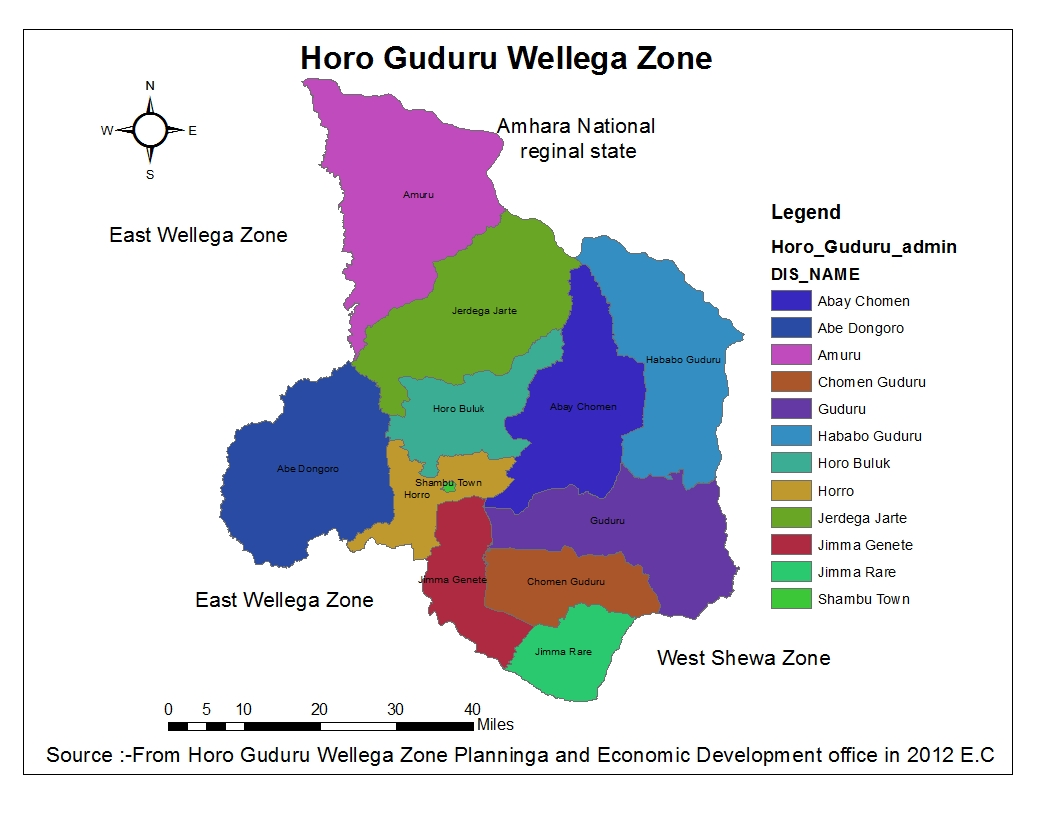 Horo Guduru Wellega Zone
N
W
E
S
Amhara National
reginal state
East Wellega Zone
Amuru
Jerdega Jarte
Hababo Guduru
Horo Buluk
Abay Chomen
Abe Dongoro
Shambu Town
Horro
Guduru
Jimma Genete
Chomen Guduru
Jimma Rare
East Wellega Zone
West Shewa Zone
Legend
Horo_Guduru_admin
DIS_NAME
Abay Chomen
Abe Dongoro
Amuru
Chomen Guduru
Guduru
Hababo Guduru
Horo Buluk
Horro
Jerdega Jarte
Jimma Genete
Jimma Rare
Shambu Town
0 5 10 20 30 40
Miles
Source :-From Horo Guduru Wellega Zone Planninga and Economic Development office in 2012 E.C